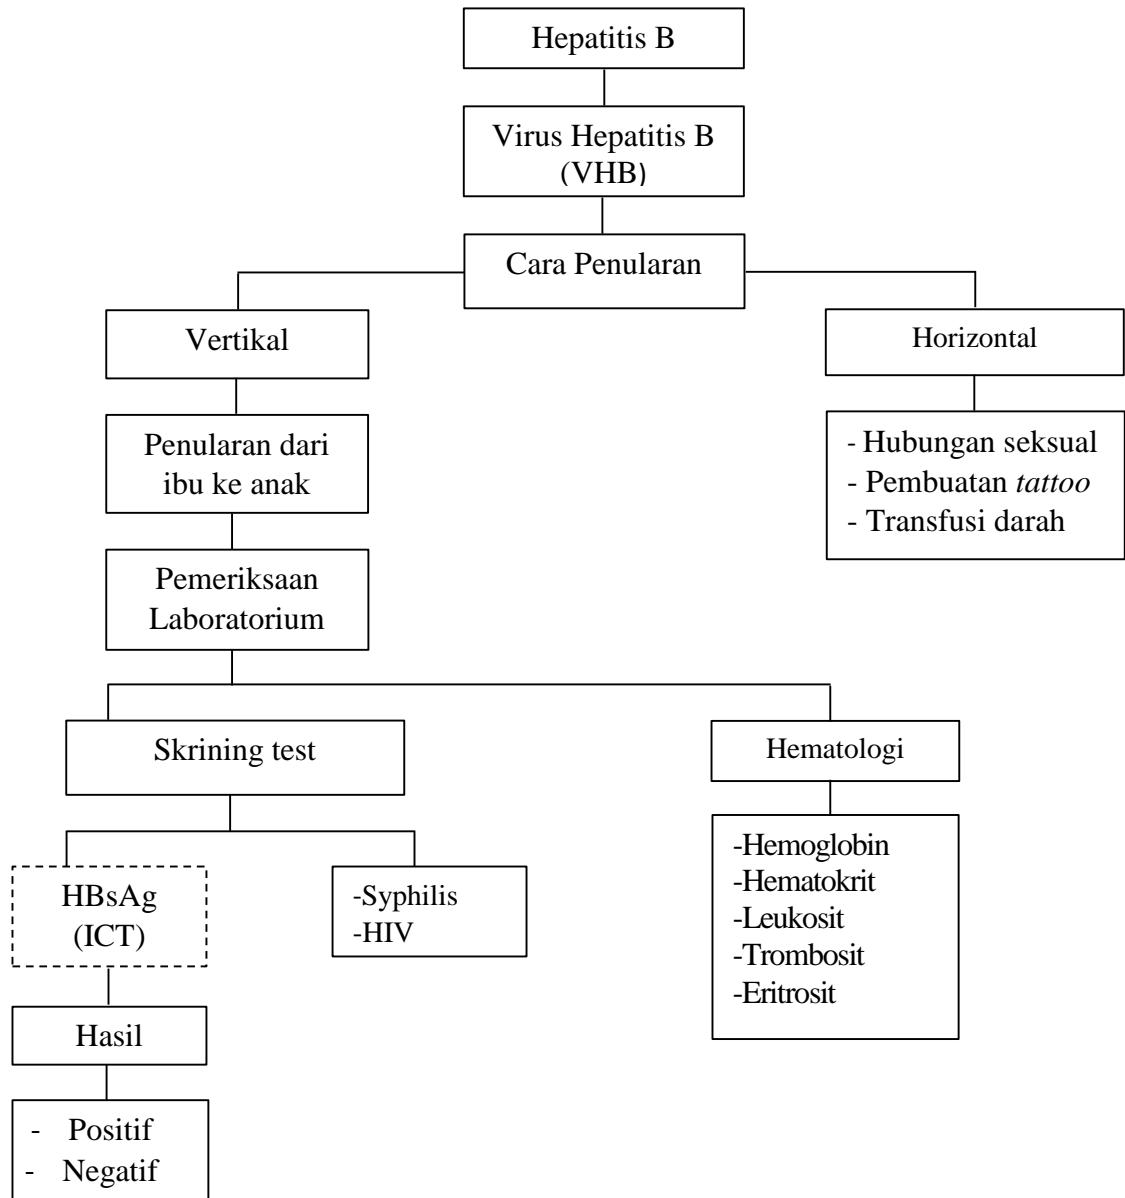 Hepatitis B
Virus Hepatitis B
(VHB)
Cara Penularan
Vertikal
Horizontal
Penularan dari
ibu ke anak
- Hubungan seksual
- Pembuatan tattoo
- Transfusi darah
Pemeriksaan
Laboratorium
Skrining test
Hematologi
HBsAg
(ICT)
-Syphilis
-HIV
-Hemoglobin
-Hematokrit
-Leukosit
-Trombosit
-Eritrosit
Hasil
- Positif
- Negatif